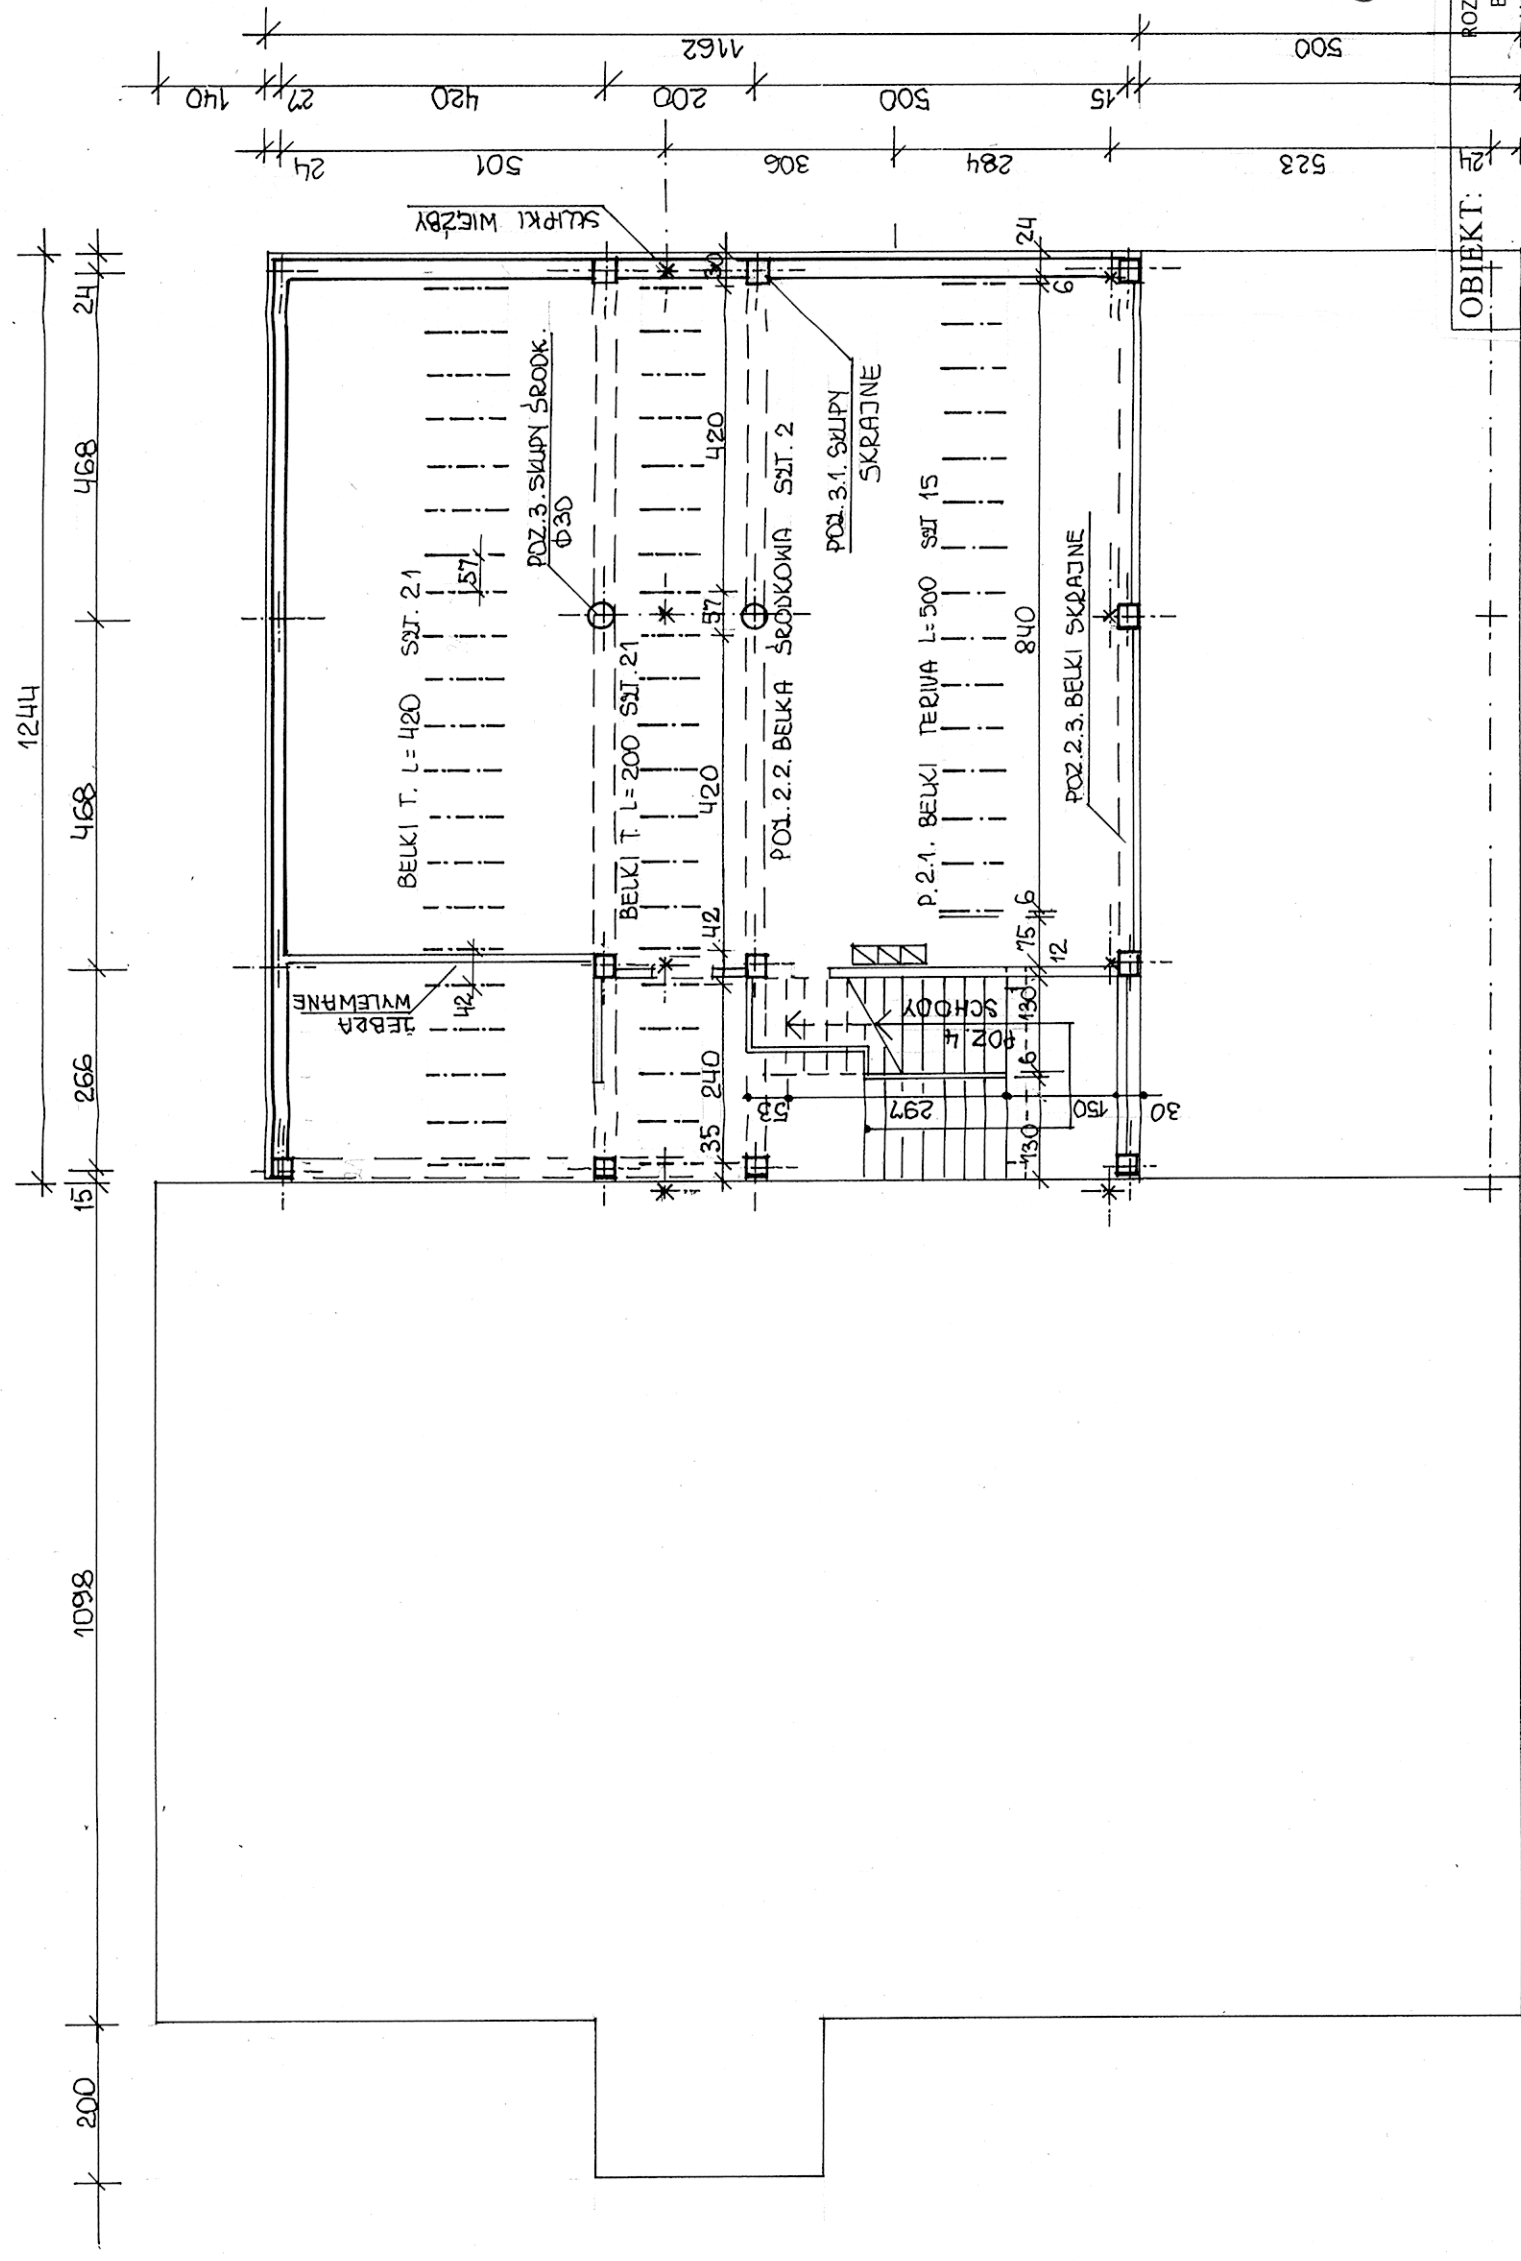 1244
24
468
468
266
15
1098
200
1162
500
140
27
420
200
500
15
24
501
306
284
523
24
SŁUPKI WIĘŹBY
POZ.3. SŁUPY ŚRODK.
Φ30
BELKI T. L=420 SZT. 21
57
BELKI T. L=200 SZT.21
POZ. 2.2. BELKA ŚRODKOWA SZT. 2
POZ. 3.1. SŁUPY
SKRAJNE
P.2.1. BELKI TERIVA L=500 SZT 15
POZ.2.3. BELKI SKRAJNE
ŻEBRA
WYLEWANE
42
30
420
57
420
42
240
35
24
6
840
6
75
12
130
6
130
POZ 4
SCHODY
53
297
150
30
OBIEKT:
ROZ